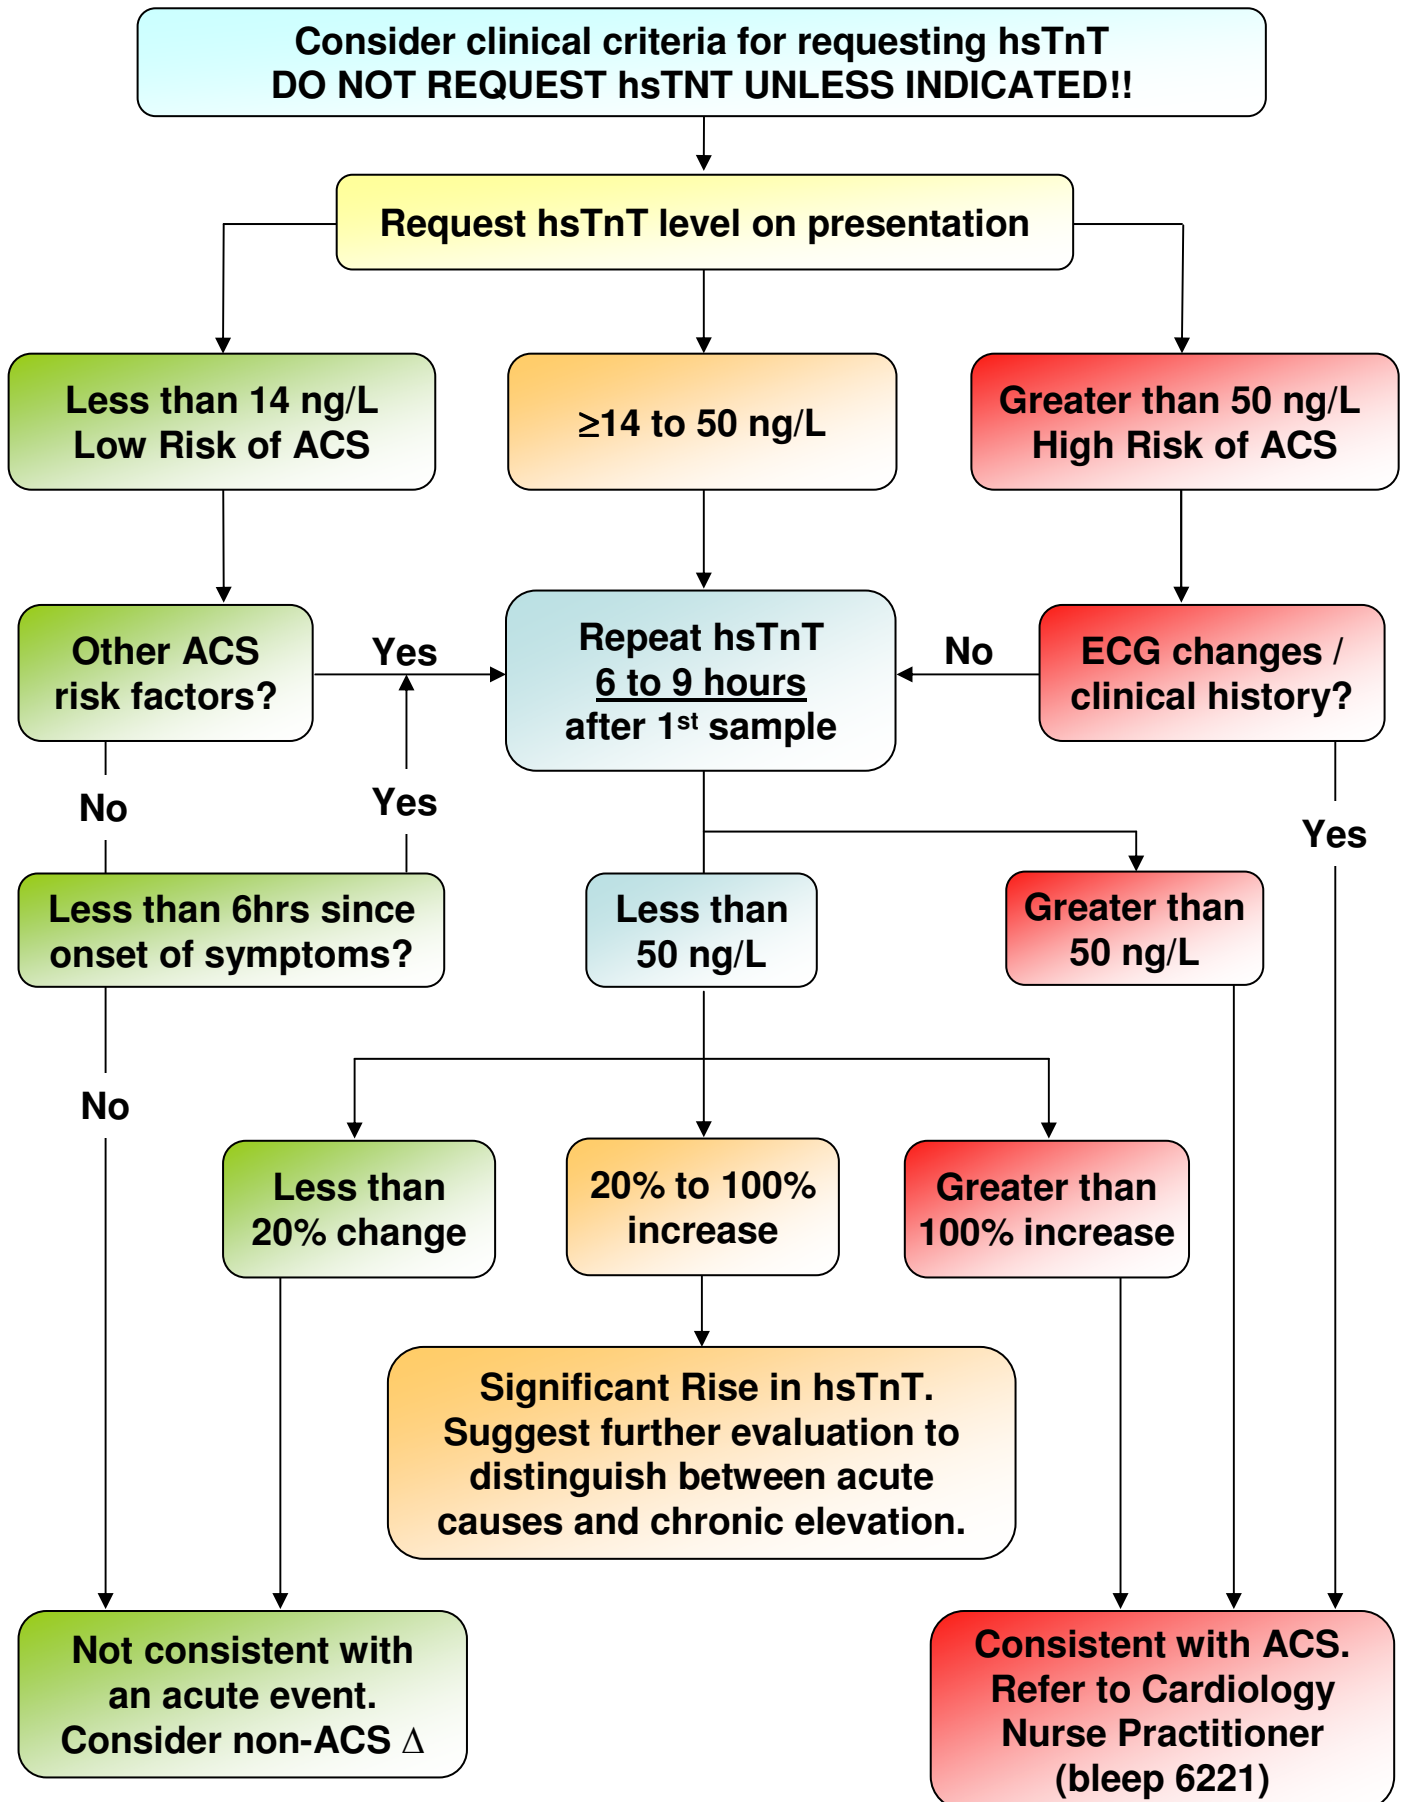 Consider clinical criteria for requesting hsTnT
DO NOT REQUEST hsTNT UNLESS INDICATED!!
Request hsTnT level on presentation
Less than 14 ng/L
Low Risk of ACS
≥14 to 50 ng/L
Greater than 50 ng/L
High Risk of ACS
Other ACS
risk factors?
Yes
Repeat hsTnT
6 to 9 hours
after 1st sample
No
ECG changes /
clinical history?
No
Yes
Yes
Less than 6hrs since
onset of symptoms?
Less than
50 ng/L
Greater than
50 ng/L
No
Less than
20% change
20% to 100%
increase
Greater than
100% increase
Significant Rise in hsTnT.
Suggest further evaluation to
distinguish between acute
causes and chronic elevation.
Not consistent with
an acute event.
Consider non-ACS Δ
Consistent with ACS.
Refer to Cardiology
Nurse Practitioner
(bleep 6221)